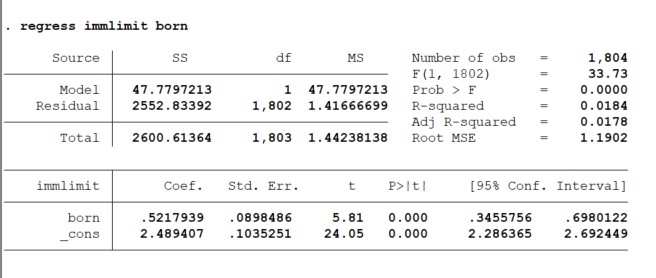 . regress immlimit born
Source SS df MS Number of obs = 1,804
F(1, 1802) = 33.73
Model 47.7797213 1 47.7797213 Prob > F = 0.0000
Residual 2552.83392 1,802 1.41666699 R-squared = 0.0184
Adj R-squared = 0.0178
Total 2600.61364 1,803 1.44238138 Root MSE = 1.1902
immlimit Coef. Std. Err. t P>|t| [95% Conf. Interval]
born .5217939 .0898486 5.81 0.000 .3455756 .6980122
_cons 2.489407 .1035251 24.05 0.000 2.286365 2.692449